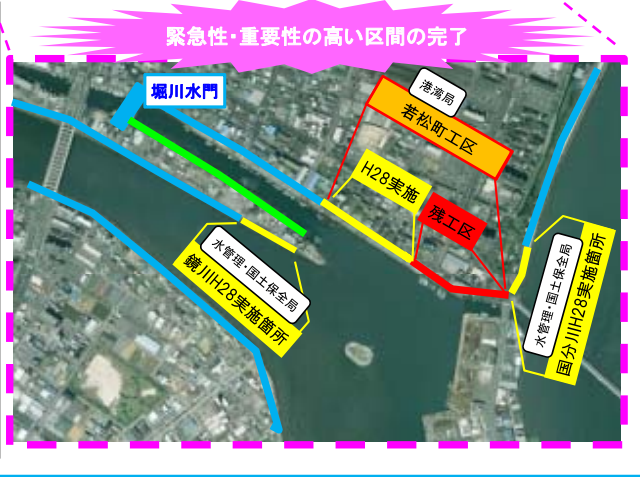 緊急性・重要性の高い区間の完了
堀川水門
港湾局
若松町工区
H28実施
残工区
水管理・国土保全局
鏡川H28実施箇所
水管理・国土保全局
国分川H28実施箇所